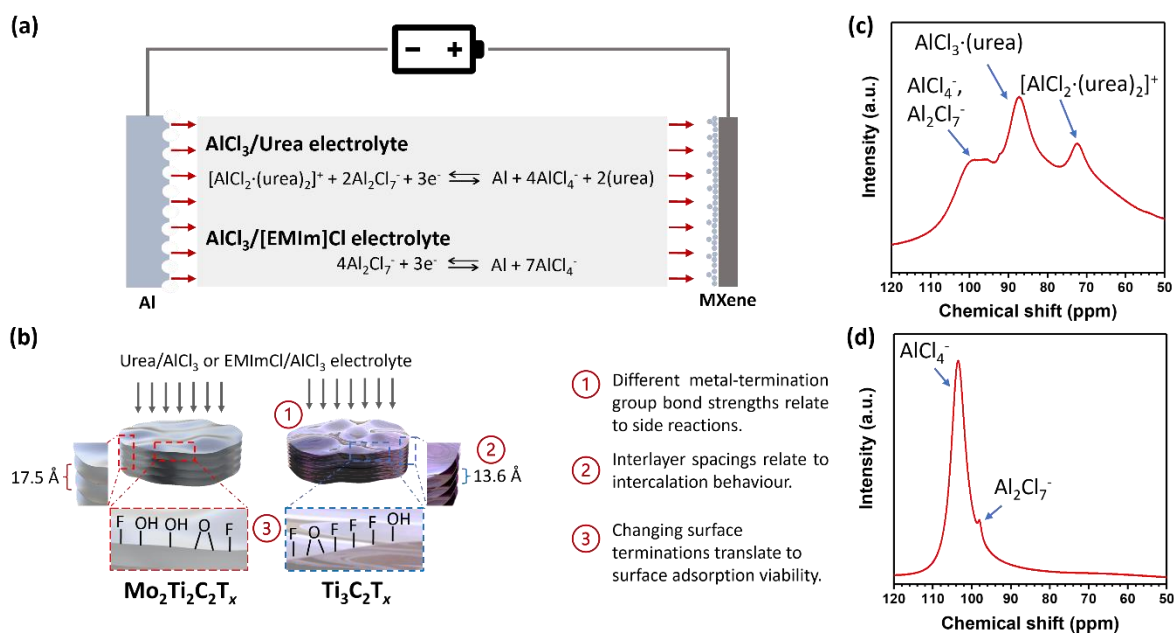 (a)
− +
AlCl₃/Urea electrolyte
[AlCl₂·(urea)₂]⁺ + 2Al₂Cl₇⁻ + 3e⁻ ⇌ Al + 4AlCl₄⁻ + 2(urea)
AlCl₃/[EMIm]Cl electrolyte
4Al₂Cl₇⁻ + 3e⁻ ⇌ Al + 7AlCl₄⁻
Al
MXene
(b)
Urea/AlCl₃ or EMImCl/AlCl₃ electrolyte
1
2
17.5 Å
13.6 Å
3
F OH OH O F
F O F F F OH
Mo₂Ti₂C₂Tₓ
Ti₃C₂Tₓ
1 Different metal-termination
group bond strengths relate
to side reactions.
2 Interlayer spacings relate to
intercalation behaviour.
3 Changing surface
terminations translate to
surface adsorption viability.
(c)
AlCl₃·(urea)
AlCl₄⁻,
Al₂Cl₇⁻
[AlCl₂·(urea)₂]⁺
Intensity (a.u.)
120 110 100 90 80 70 60 50
Chemical shift (ppm)
(d)
AlCl₄⁻
Al₂Cl₇⁻
Intensity (a.u.)
120 110 100 90 80 70 60 50
Chemical shift (ppm)